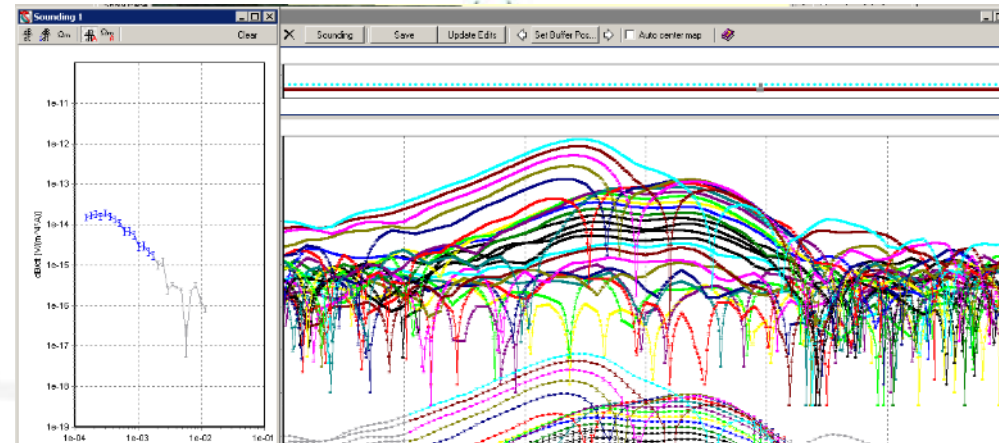 Sounding 1
Clear
Sounding
Save
Update Edits
Set Buffer Pos...
Auto center map
1e-11
1e-12
1e-13
1e-14
1e-15
1e-16
1e-17
1e-18
1e-19
1e-04
1e-03
1e-02
1e-01